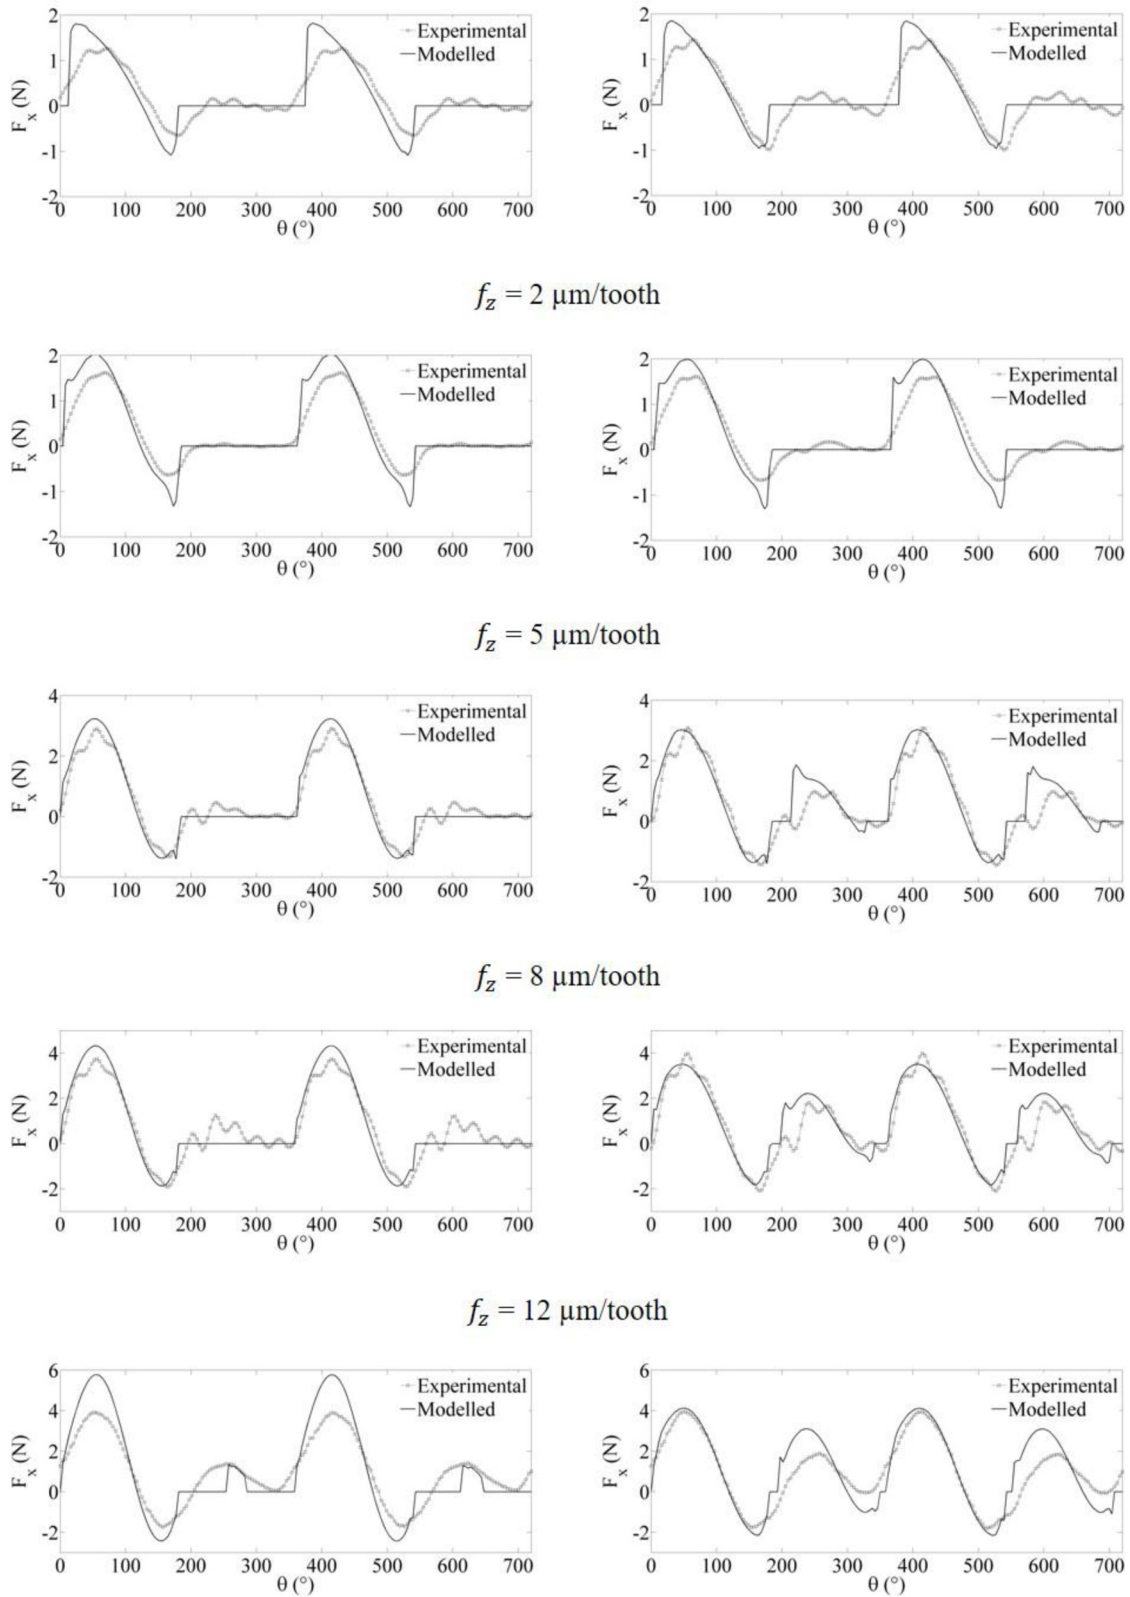 2
1
0
-1
-2
F_x (N)
Experimental
Modelled
0 100 200 300 400 500 600 700
θ (°)
2
1
0
-1
-2
F_x (N)
Experimental
Modelled
0 100 200 300 400 500 600 700
θ (°)
f_z = 2 µm/tooth
2
1
0
-1
-2
F_x (N)
Experimental
Modelled
0 100 200 300 400 500 600 700
θ (°)
2
1
0
-1
-2
F_x (N)
Experimental
Modelled
0 100 200 300 400 500 600 700
θ (°)
f_z = 5 µm/tooth
4
2
0
-2
F_x (N)
Experimental
Modelled
0 100 200 300 400 500 600 700
θ (°)
4
2
0
-2
F_x (N)
Experimental
Modelled
0 100 200 300 400 500 600 700
θ (°)
f_z = 8 µm/tooth
4
2
0
-2
F_x (N)
Experimental
Modelled
0 100 200 300 400 500 600 700
θ (°)
4
2
0
-2
F_x (N)
Experimental
Modelled
0 100 200 300 400 500 600 700
θ (°)
f_z = 12 µm/tooth
6
4
2
0
-2
F_x (N)
Experimental
Modelled
0 100 200 300 400 500 600 700
θ (°)
6
4
2
0
-2
F_x (N)
Experimental
Modelled
0 100 200 300 400 500 600 700
θ (°)